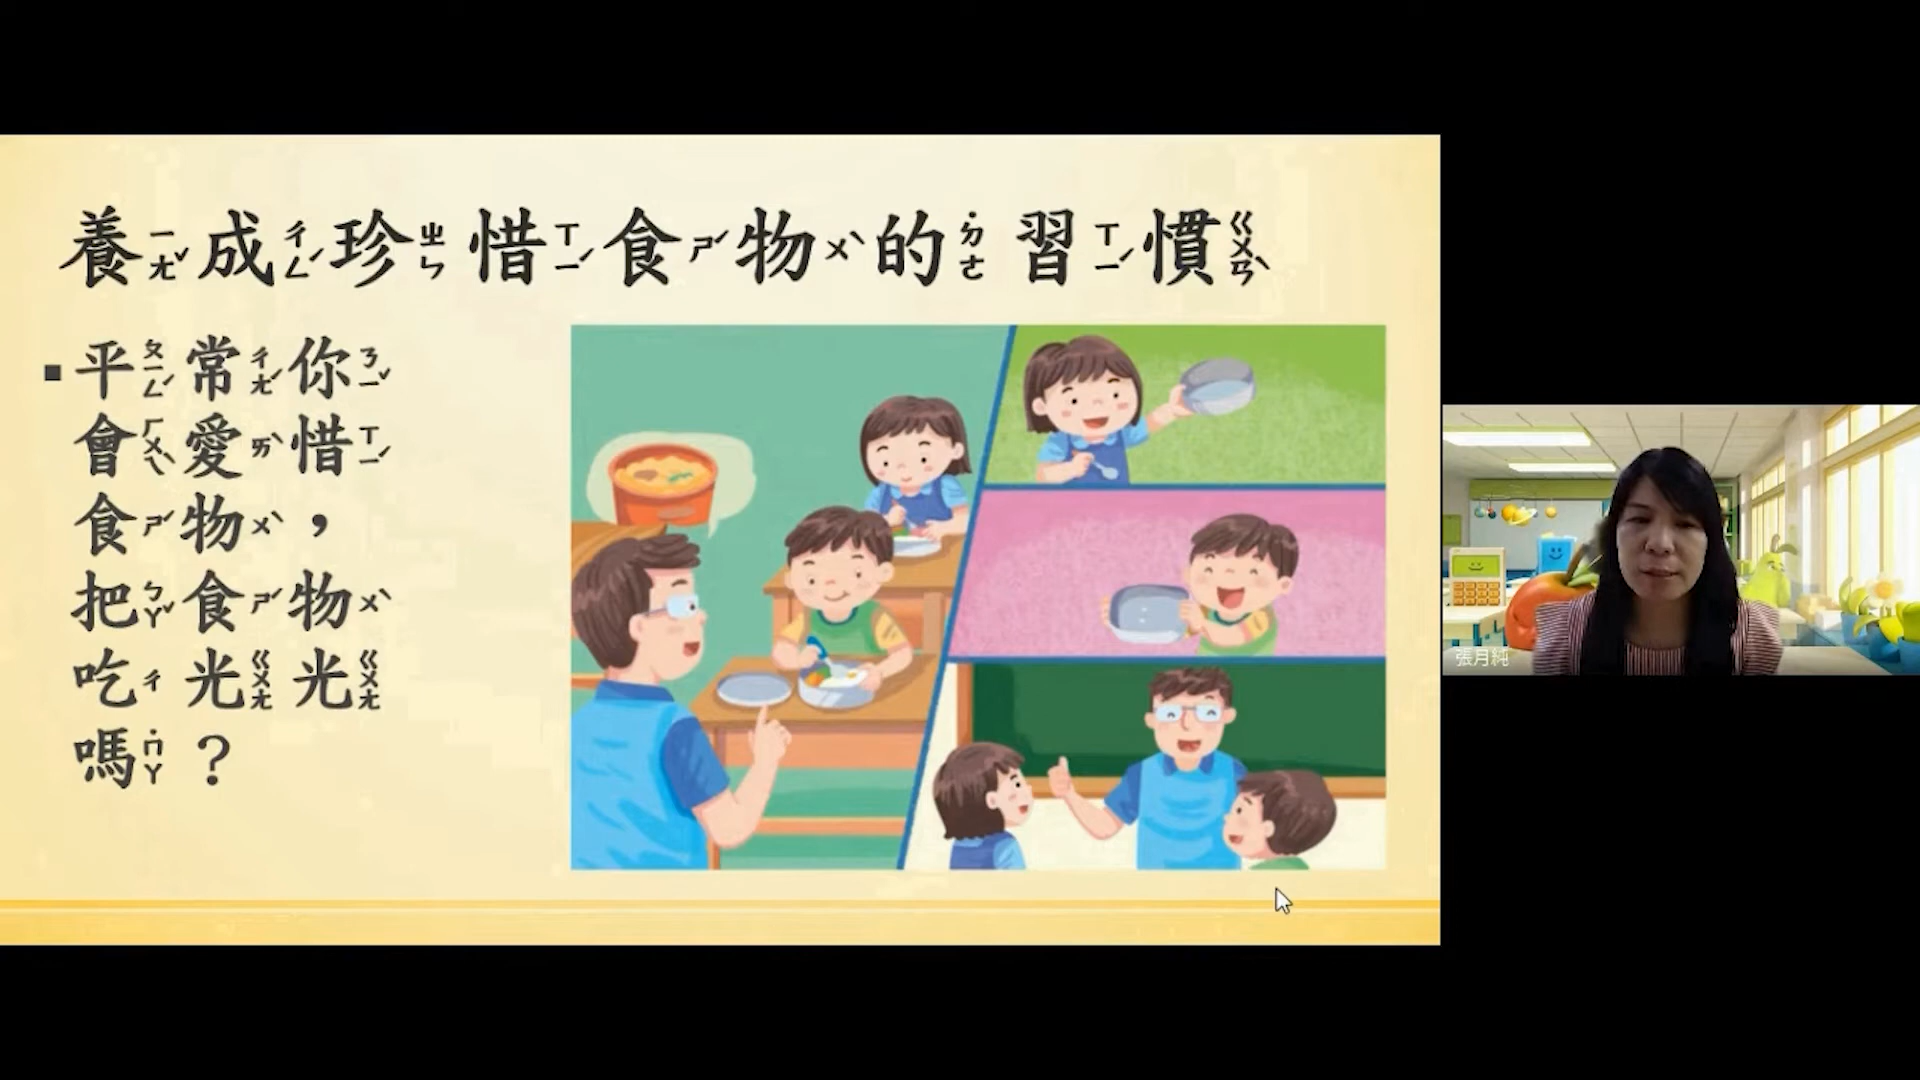 養成珍惜食物的習慣
平常你
會愛惜
食物，
把食物
吃光光
嗎？
張月純